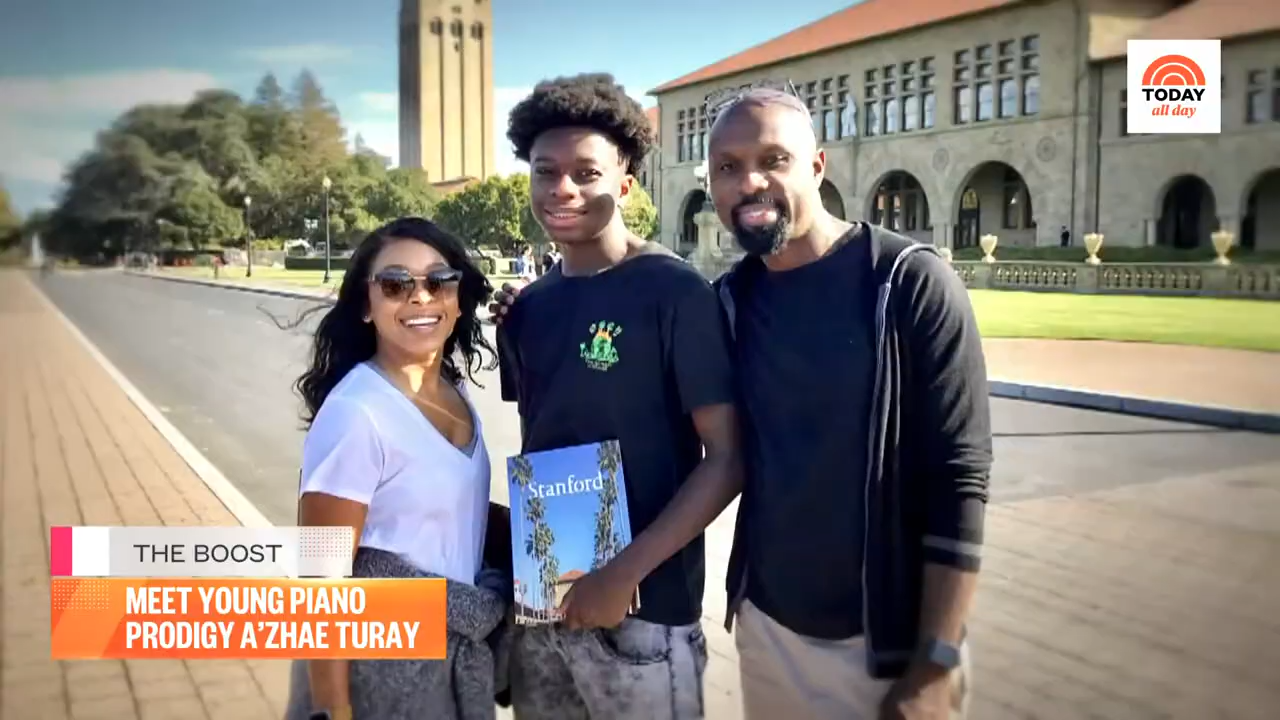 TODAY
all day
Stanford
THE BOOST
MEET YOUNG PIANO
PRODIGY A'ZHAE TURAY